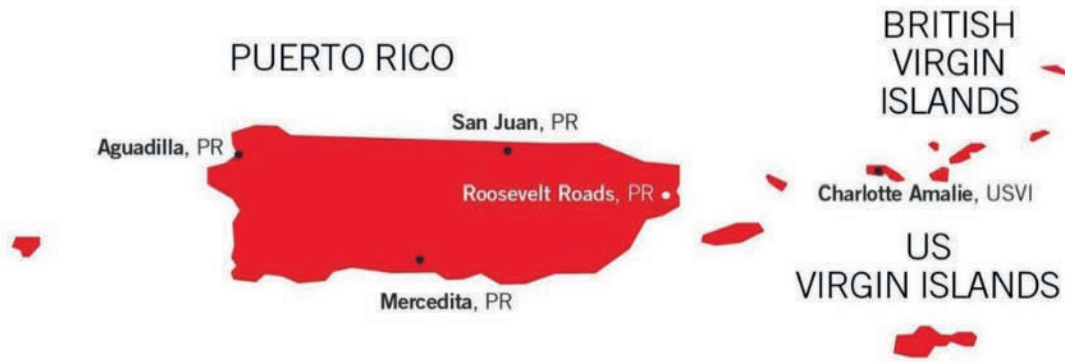 PUERTO RICO
BRITISH
VIRGIN
ISLANDS
San Juan, PR
Aguadilla, PR
Roosevelt Roads, PR
Charlotte Amalie, USVI
Mercedita, PR
US
VIRGIN ISLANDS